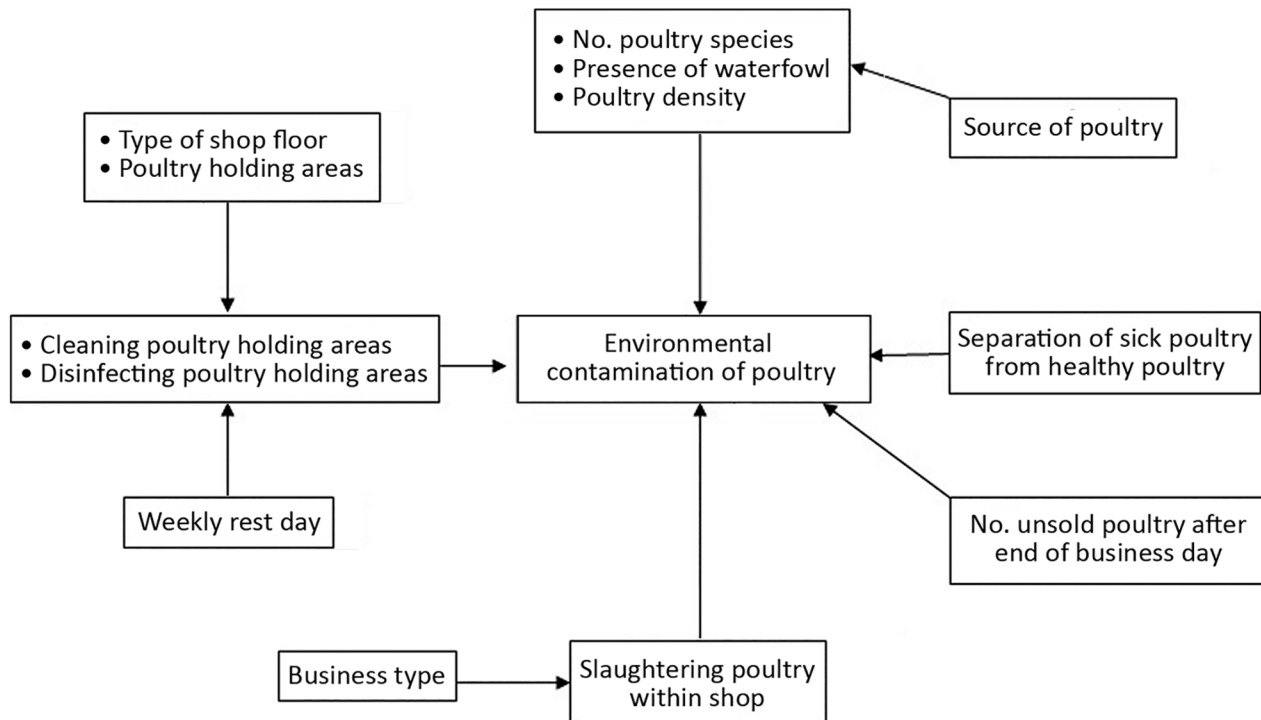 • No. poultry species
• Presence of waterfowl
• Poultry density
Source of poultry
• Type of shop floor
• Poultry holding areas
• Cleaning poultry holding areas
• Disinfecting poultry holding areas
Environmental
contamination of poultry
Separation of sick poultry
from healthy poultry
Weekly rest day
No. unsold poultry after
end of business day
Business type
Slaughtering poultry
within shop